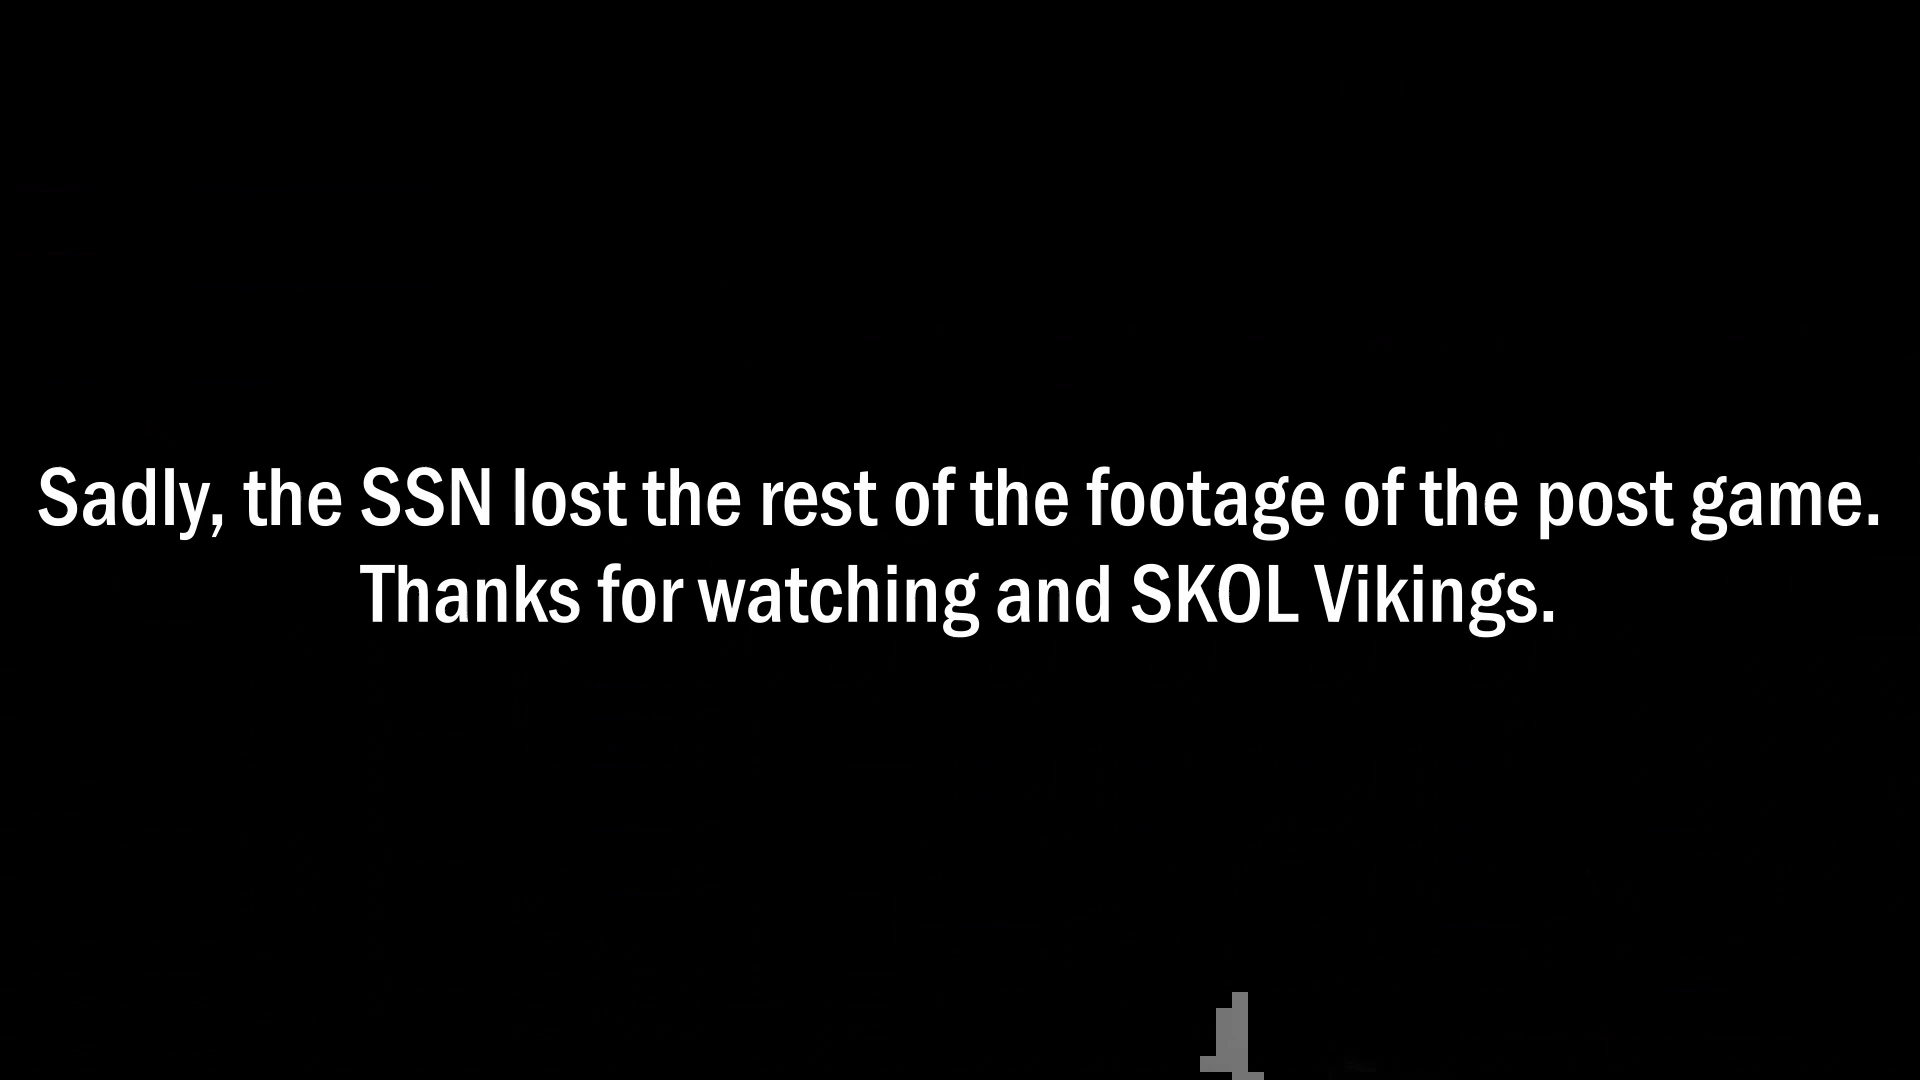 Sadly, the SSN lost the rest of the footage of the post game.
Thanks for watching and SKOL Vikings.